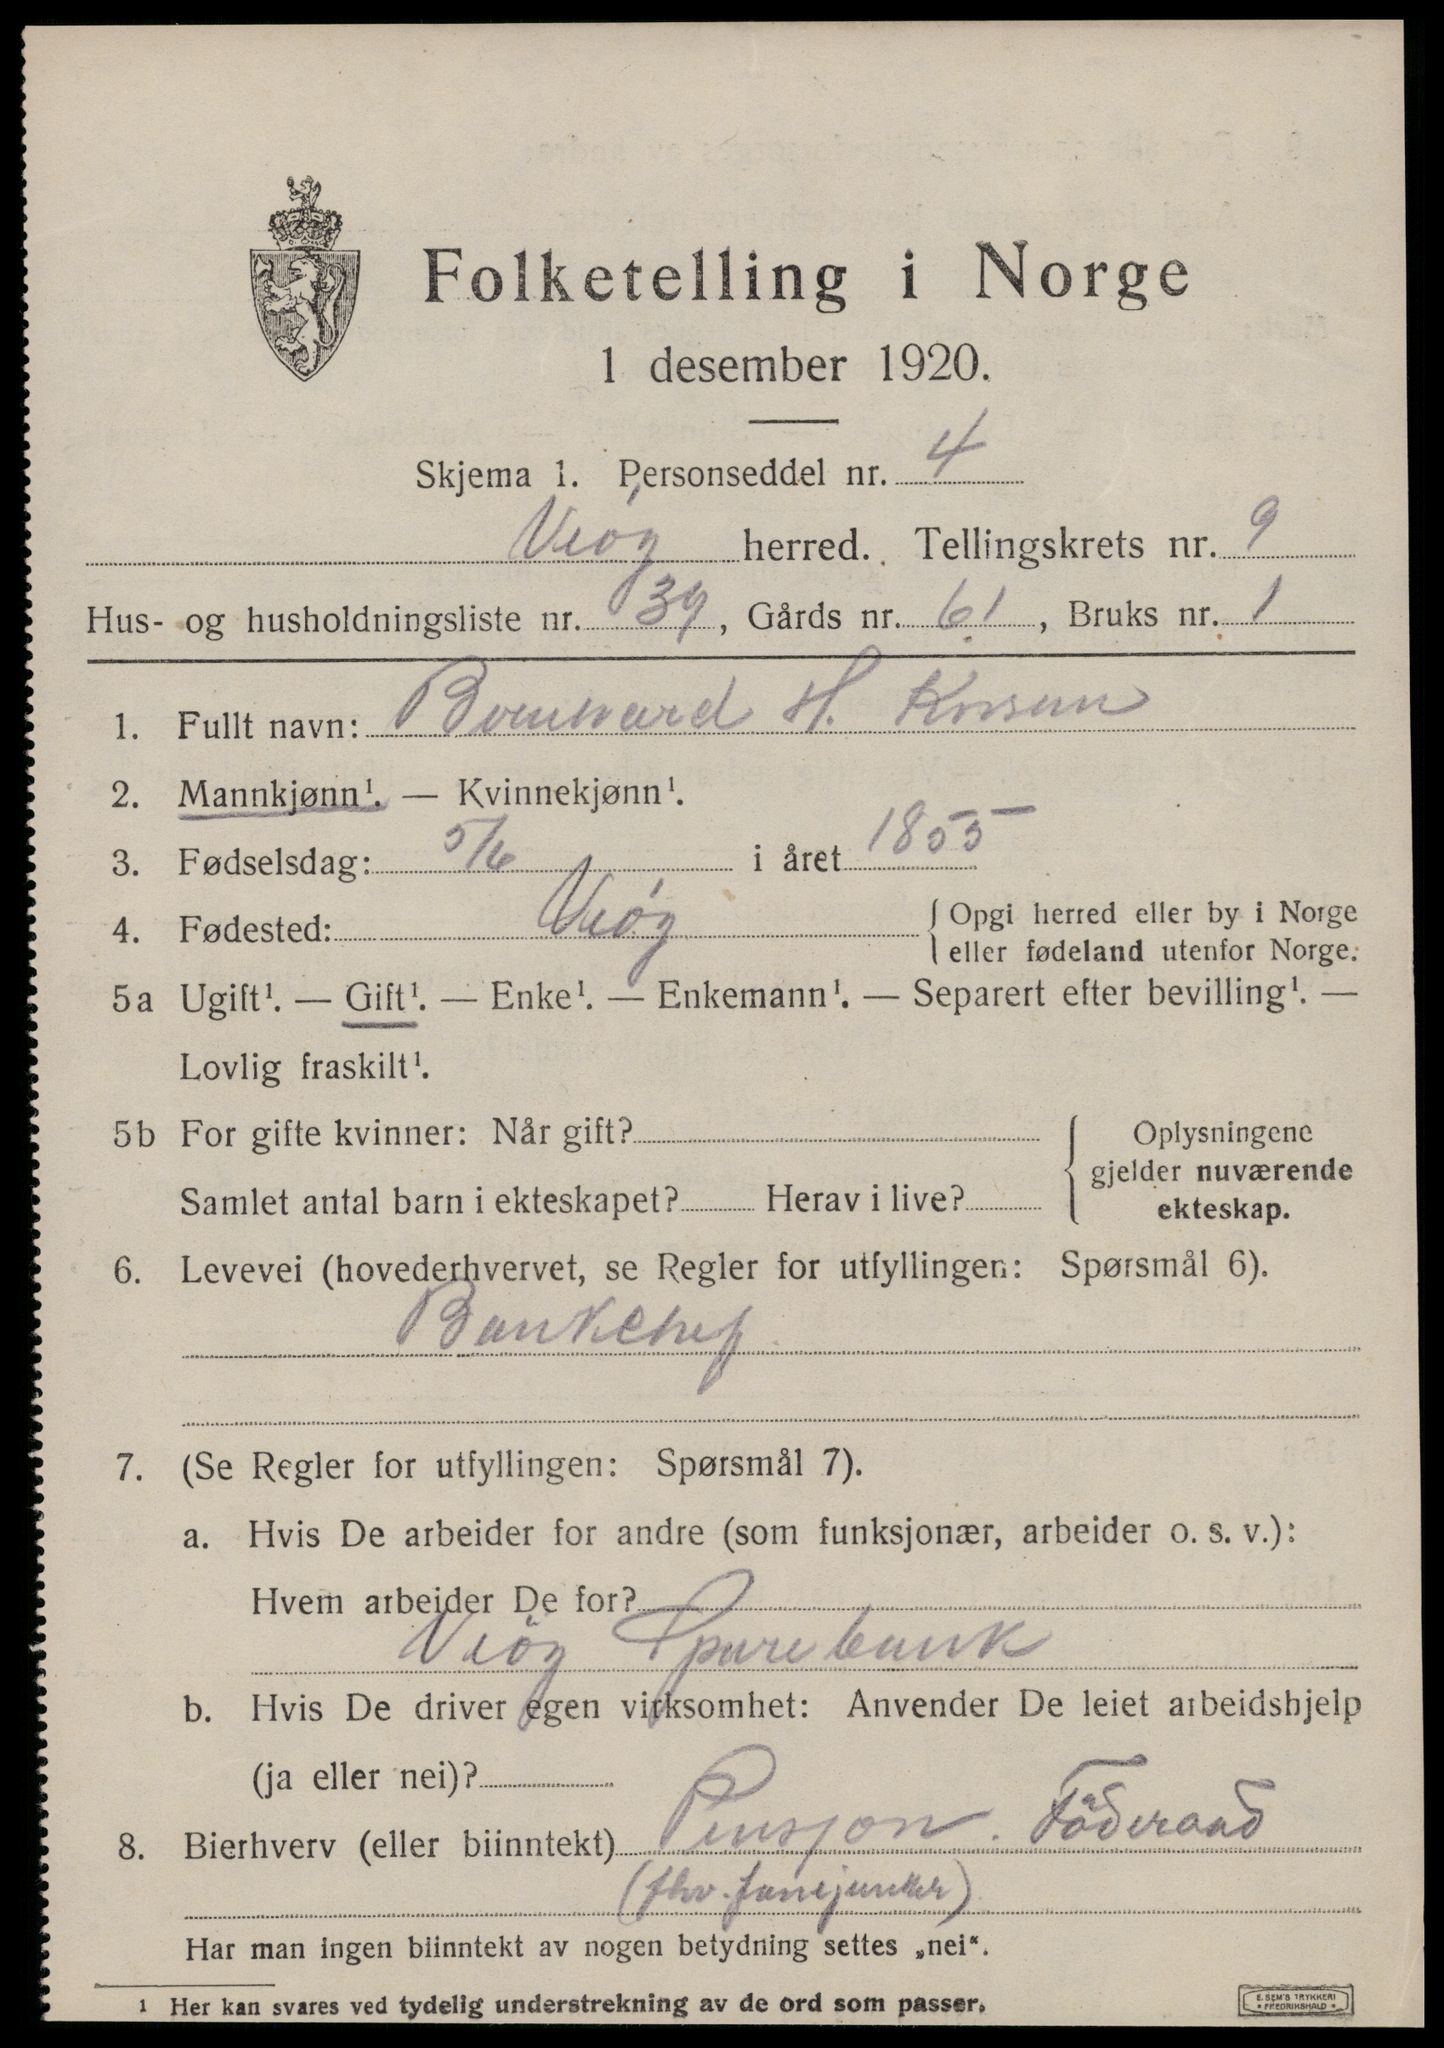 Folketelling i Norge
1 desember 1920.
Skjema 1. Personseddel nr. 4
Veøy herred. Tellingskrets nr. 9
Hus- og husholdningsliste nr. 39, Gårds nr. 61, Bruks nr. 1
1. Fullt navn: H.
2. Mannkjønn¹. — Kvinnekjønn¹.
3. Fødselsdag: 5/6 i året 1855
4. Fødested: Veøy
{ Opgi herred eller by i Norge
eller fødeland utenfor Norge.
5a Ugift¹. — Gift¹. — Enke¹. — Enkemann¹. — Separert efter bevilling¹. —
Lovlig fraskilt¹.
5b For gifte kvinner: Når gift?
Samlet antal barn i ekteskapet? Herav i live?
{ Oplysningene
gjelder nuværende
ekteskap.
6. Levevei (hovederhvervet, se Regler for utfyllingen: Spørsmål 6).
Bankchef
7. (Se Regler for utfyllingen: Spørsmål 7).
a. Hvis De arbeider for andre (som funksjonær, arbeider o. s. v.):
Hvem arbeider De for?
Veøy Sparebank
b. Hvis De driver egen virksomhet: Anvender De leiet arbeidshjelp
(ja eller nei)?
8. Bierhverv (eller biinntekt) Pensjon. Föderaad
(fhv. fanejunker)
Har man ingen biinntekt av nogen betydning settes „nei“.
1 Her kan svares ved tydelig understrekning av de ord som passer.
E. SEM'S TRYKKERI
• FREDRIKSHALD •